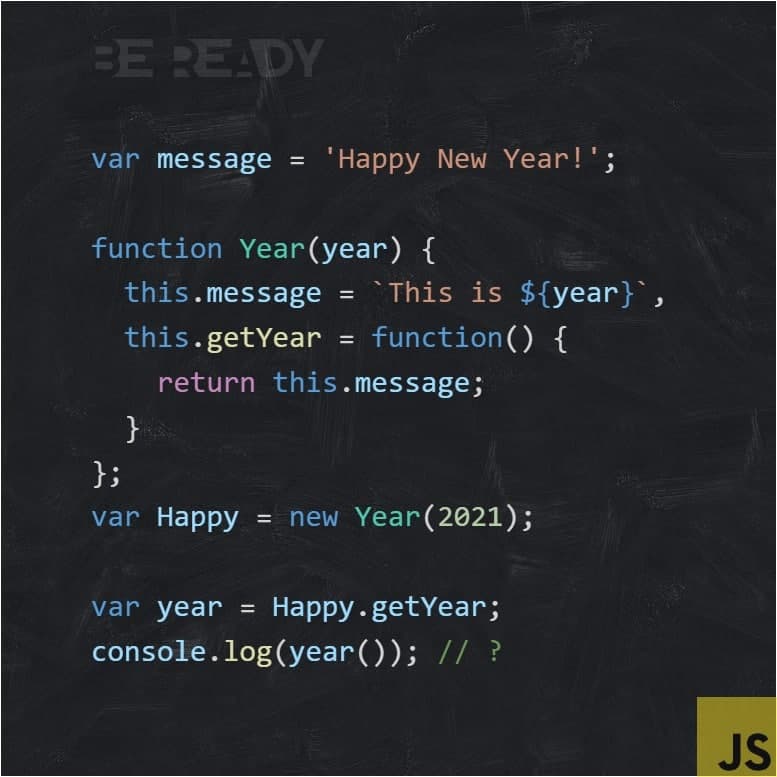 BE READY
var message = 'Happy New Year!';
function Year(year) {
  this.message = `This is ${year}`,
  this.getYear = function() {
    return this.message;
  }
};
var Happy = new Year(2021);
var year = Happy.getYear;
console.log(year()); // ?
JS